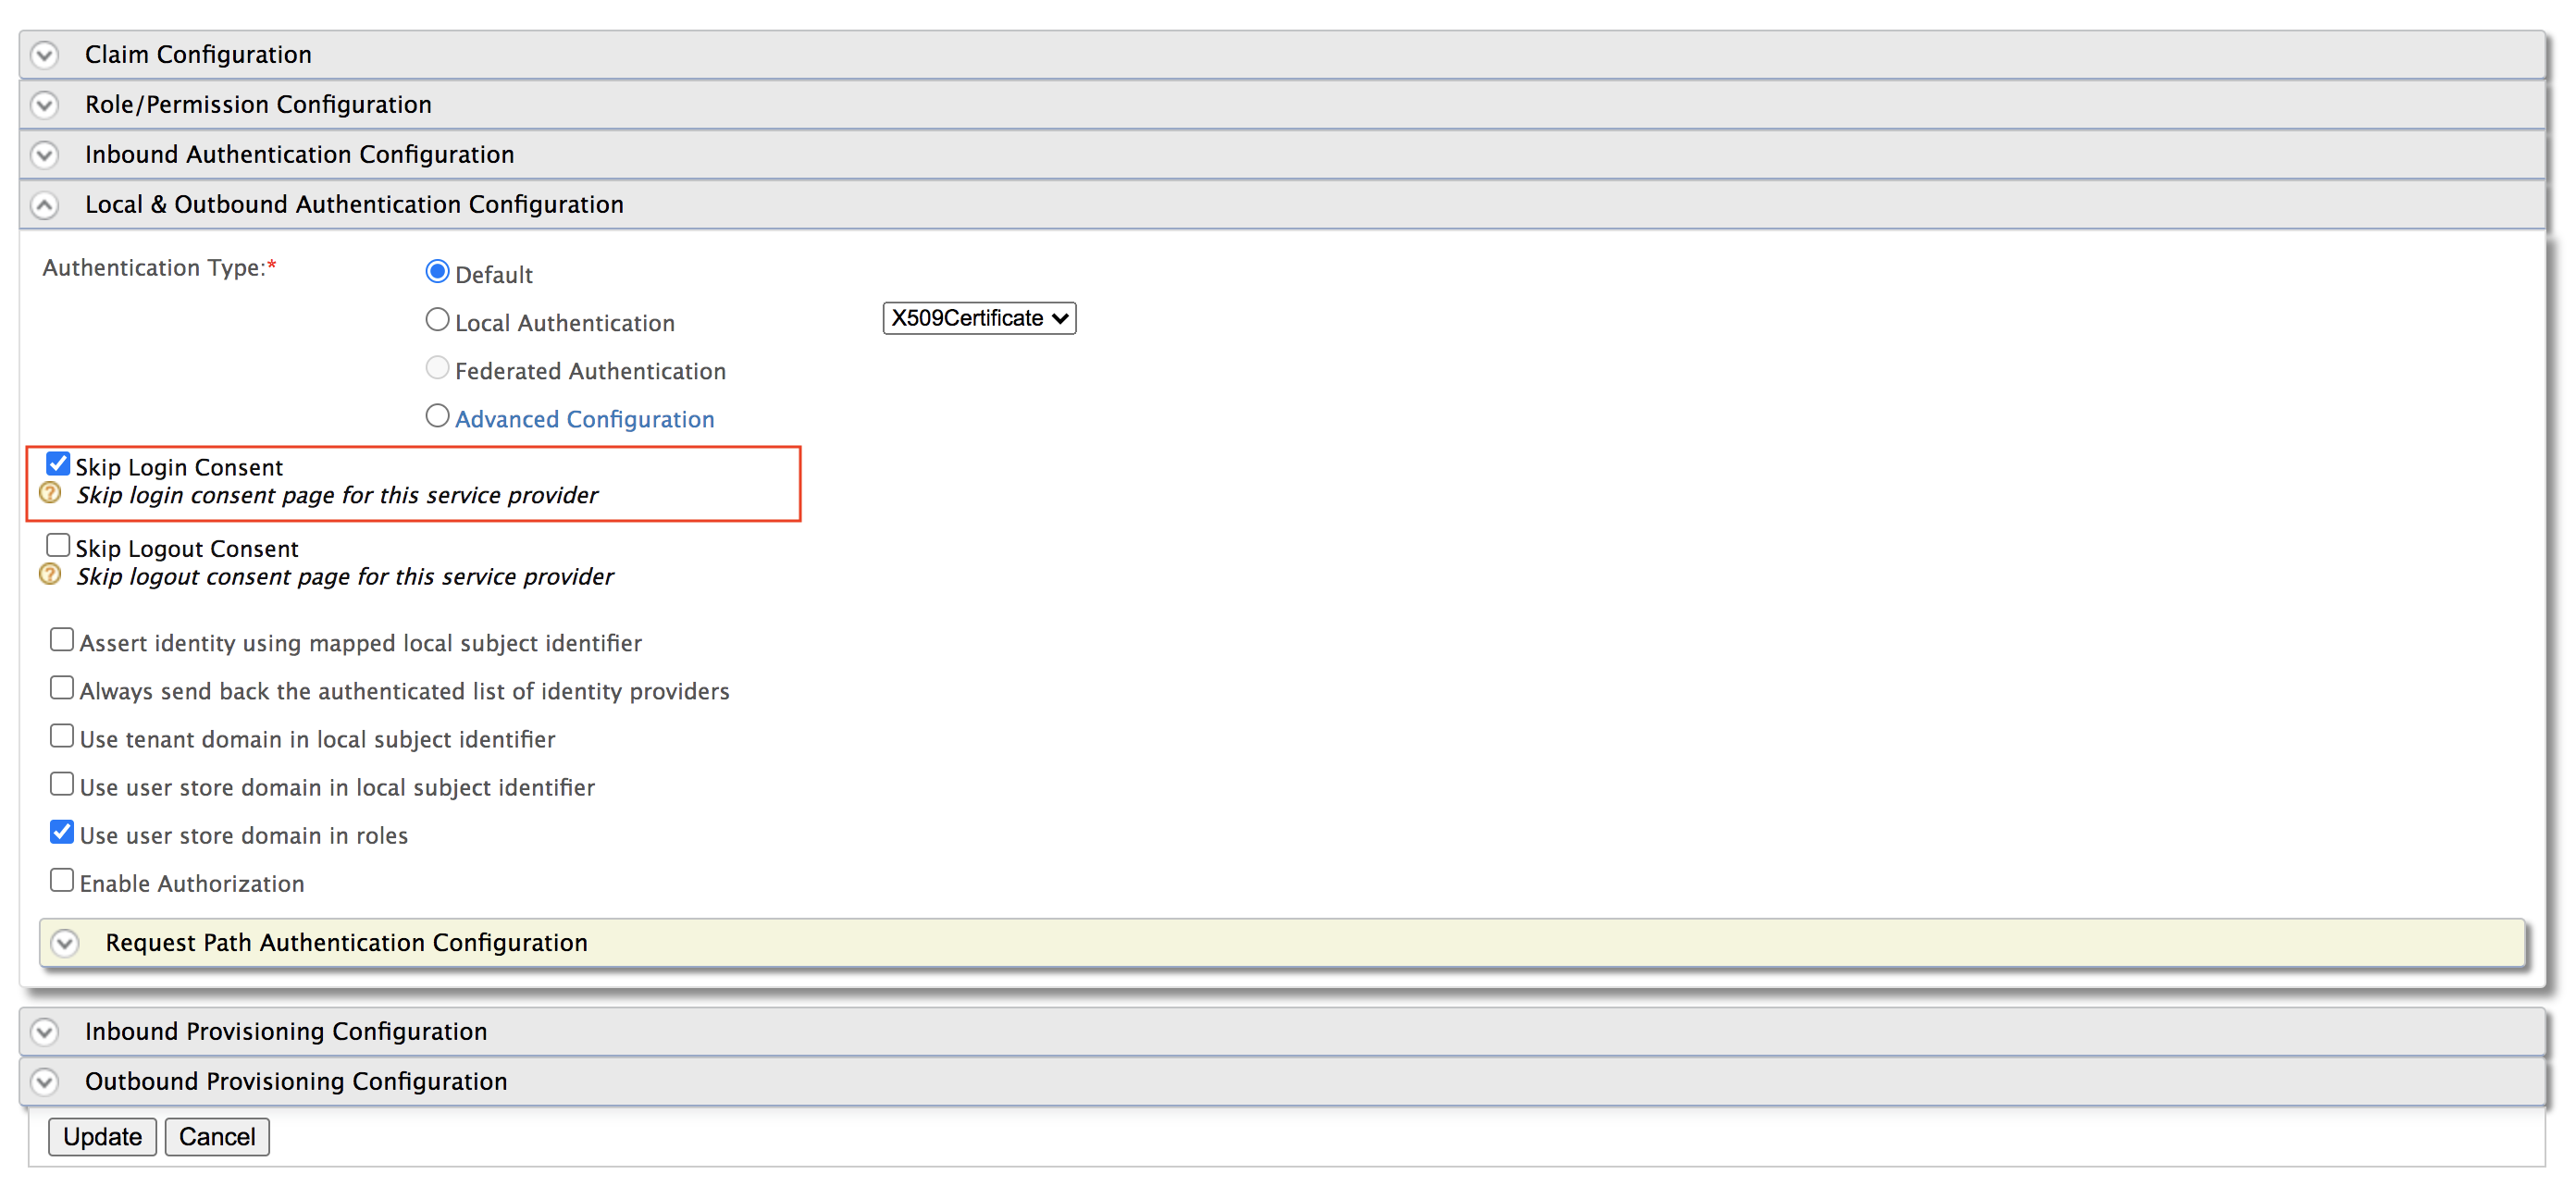 Claim Configuration
Role/Permission Configuration
Inbound Authentication Configuration
Local & Outbound Authentication Configuration
Authentication Type:*
Default
Local Authentication
X509Certificate
Federated Authentication
Advanced Configuration
Skip Login Consent
? Skip login consent page for this service provider
Skip Logout Consent
? Skip logout consent page for this service provider
Assert identity using mapped local subject identifier
Always send back the authenticated list of identity providers
Use tenant domain in local subject identifier
Use user store domain in local subject identifier
Use user store domain in roles
Enable Authorization
Request Path Authentication Configuration
Inbound Provisioning Configuration
Outbound Provisioning Configuration
Update Cancel